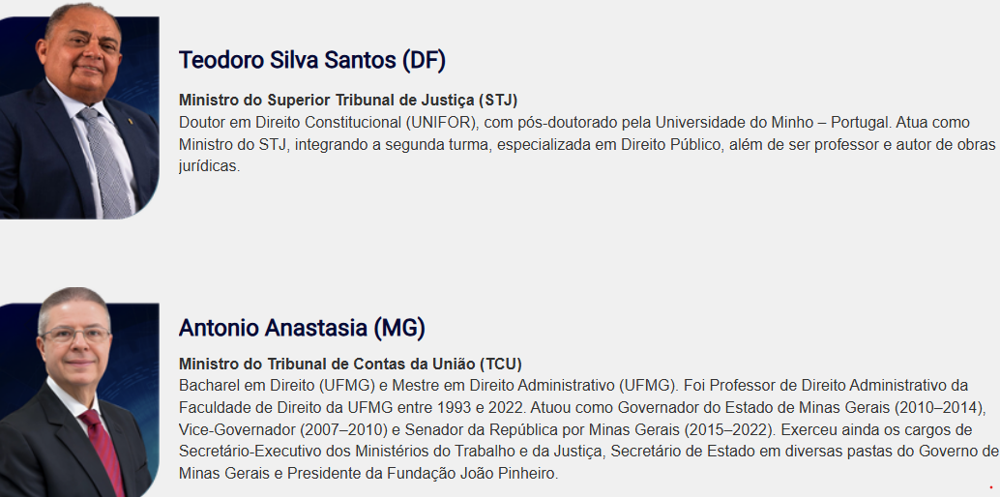 Teodoro Silva Santos (DF)
Ministro do Superior Tribunal de Justiça (STJ)
Doutor em Direito Constitucional (UNIFOR), com pós-doutorado pela Universidade do Minho – Portugal. Atua como
Ministro do STJ, integrando a segunda turma, especializada em Direito Público, além de ser professor e autor de obras
jurídicas.
Antonio Anastasia (MG)
Ministro do Tribunal de Contas da União (TCU)
Bacharel em Direito (UFMG) e Mestre em Direito Administrativo (UFMG). Foi Professor de Direito Administrativo da
Faculdade de Direito da UFMG entre 1993 e 2022. Atuou como Governador do Estado de Minas Gerais (2010–2014),
Vice-Governador (2007–2010) e Senador da República por Minas Gerais (2015–2022). Exerceu ainda os cargos de
Secretário-Executivo dos Ministérios do Trabalho e da Justiça, Secretário de Estado em diversas pastas do Governo de
Minas Gerais e Presidente da Fundação João Pinheiro.